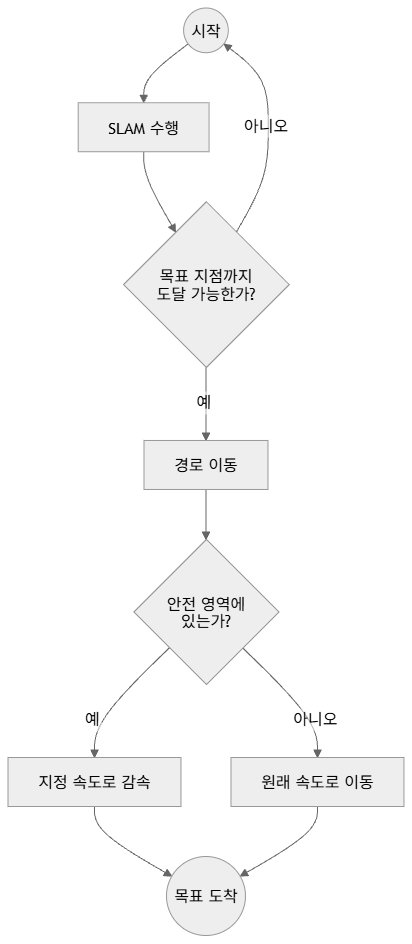 시작
아니오
SLAM 수행
목표 지점까지
도달 가능한가?
예
경로 이동
안전 영역에
있는가?
예
아니오
지정 속도로 감속
원래 속도로 이동
목표 도착